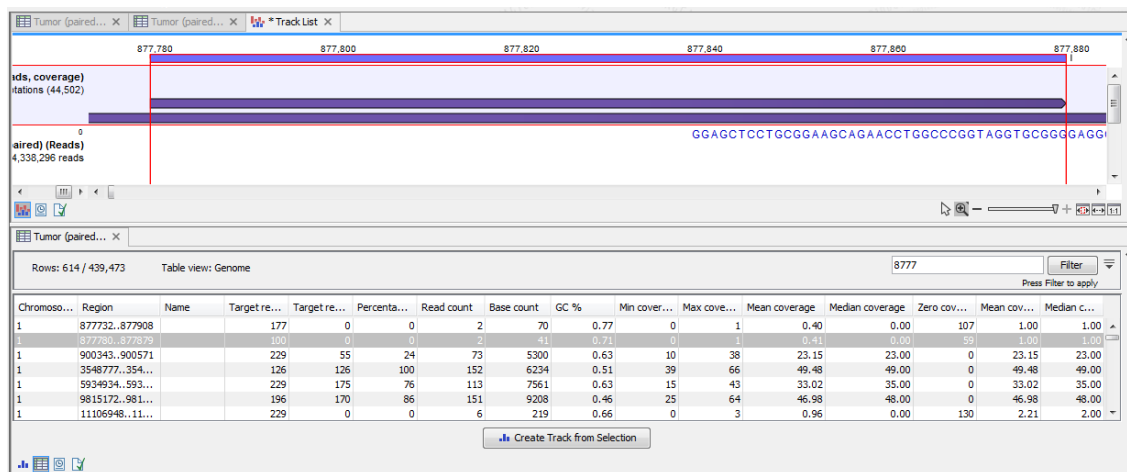 Tumor (paired... Tumor (paired... * Track List
877,780 877,800 877,820 877,840 877,860 877,880
ds, coverage)
tations (44,502)
0
aired) (Reads)
4,338,296 reads
GGAGCTCCTGCGGAAGCAGAACCTGGCCCGGTAGGTGCGGGGAGG
1:1
Tumor (paired...
Rows: 614 / 439,473 Table view: Genome 8777 Filter
Press Filter to apply
Chromoso... Region Name Target re... Target re... Percenta... Read count Base count GC % Min cover... Max cove... Mean coverage Median coverage Zero cov... Mean cov... Median c...
1 877732..877908 177 0 0 2 70 0.77 0 1 0.40 0.00 107 1.00 1.00
1 877780..877879 100 0 0 2 41 0.71 0 1 0.41 0.00 59 1.00 1.00
1 900343..900571 229 55 24 73 5300 0.63 10 38 23.15 23.00 0 23.15 23.00
1 3548777..354... 126 126 100 152 6234 0.51 39 66 49.48 49.00 0 49.48 49.00
1 5934934..593... 229 175 76 113 7561 0.63 15 43 33.02 35.00 0 33.02 35.00
1 9815172..981... 196 170 86 151 9208 0.46 25 64 46.98 48.00 0 46.98 48.00
1 11106948..11... 229 0 0 6 219 0.66 0 3 0.96 0.00 130 2.21 2.00
Create Track from Selection